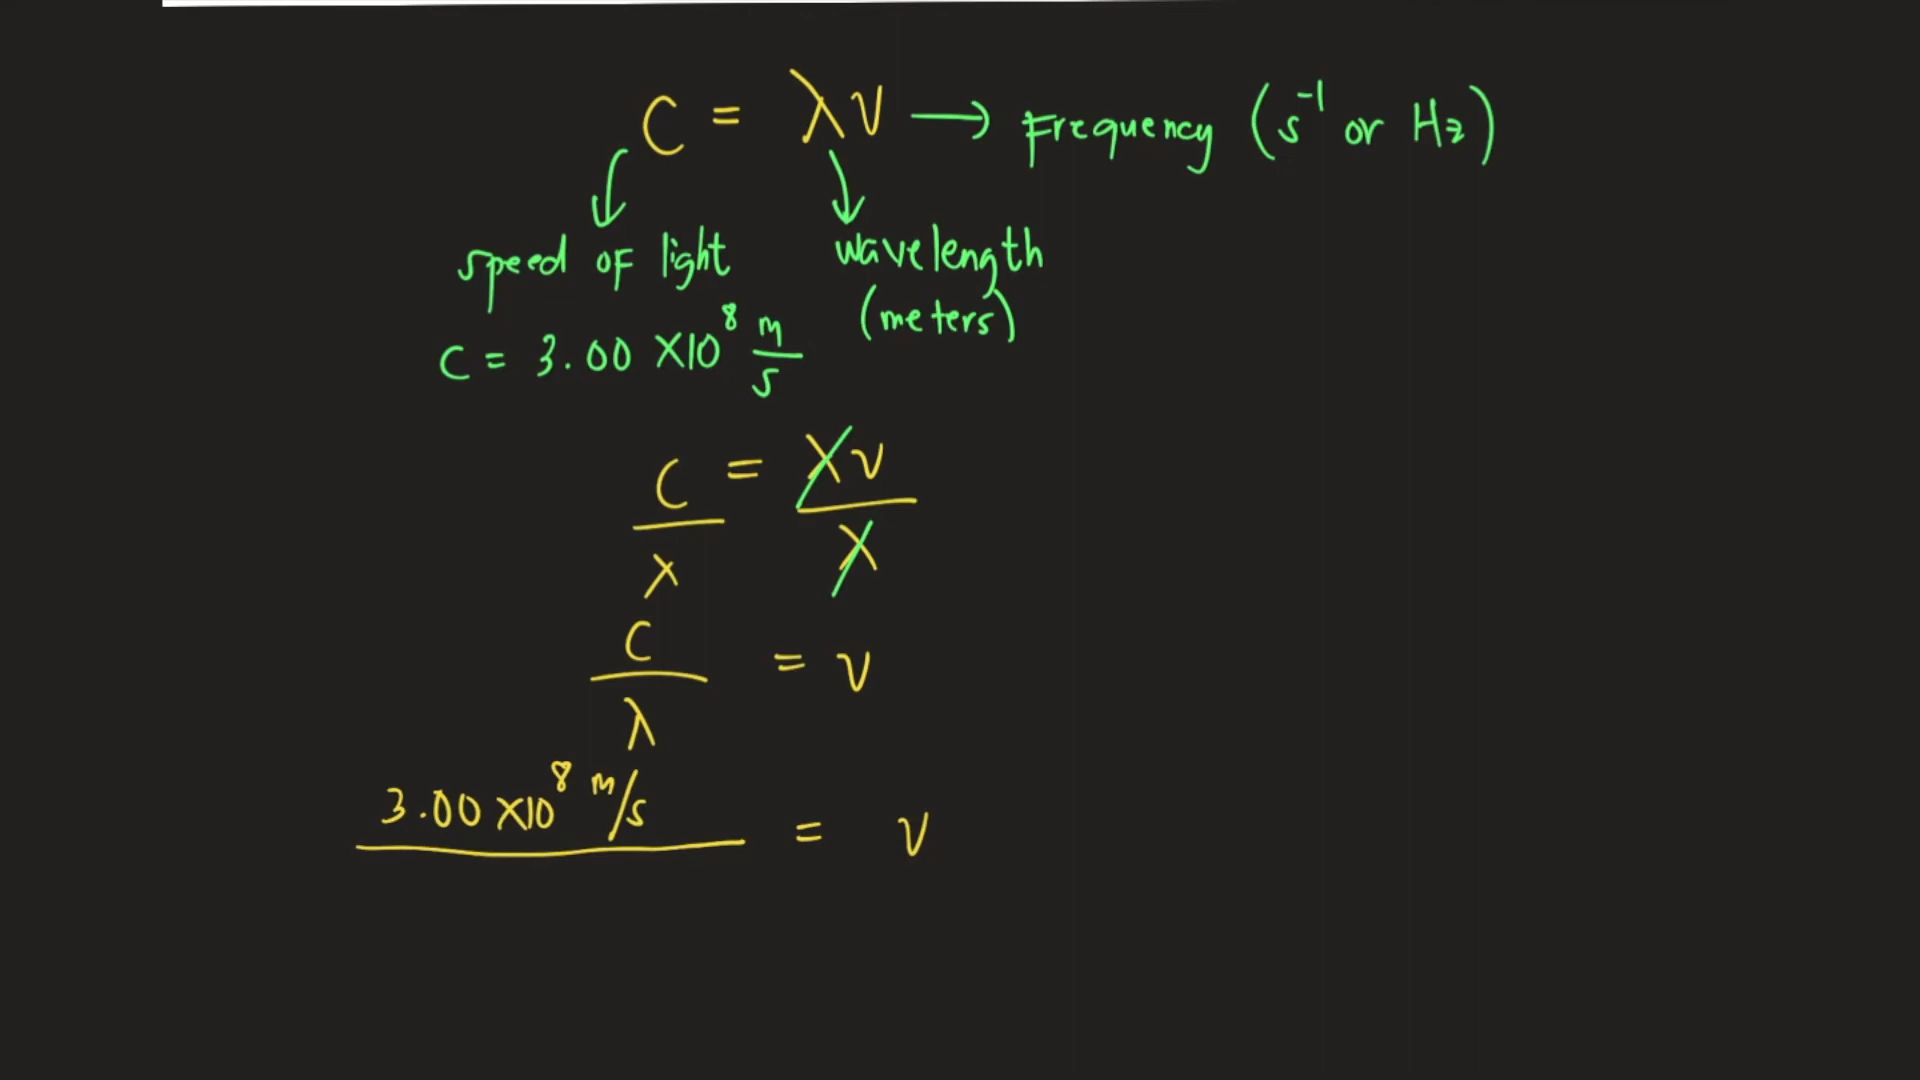 C = λν → Frequency (s⁻¹ or Hz)
speed of light
wavelength
(meters)
C = 3.00 X10⁸ m/s
C/λ = λν/λ
C/λ = ν
3.00 X10⁸ m/s = ν